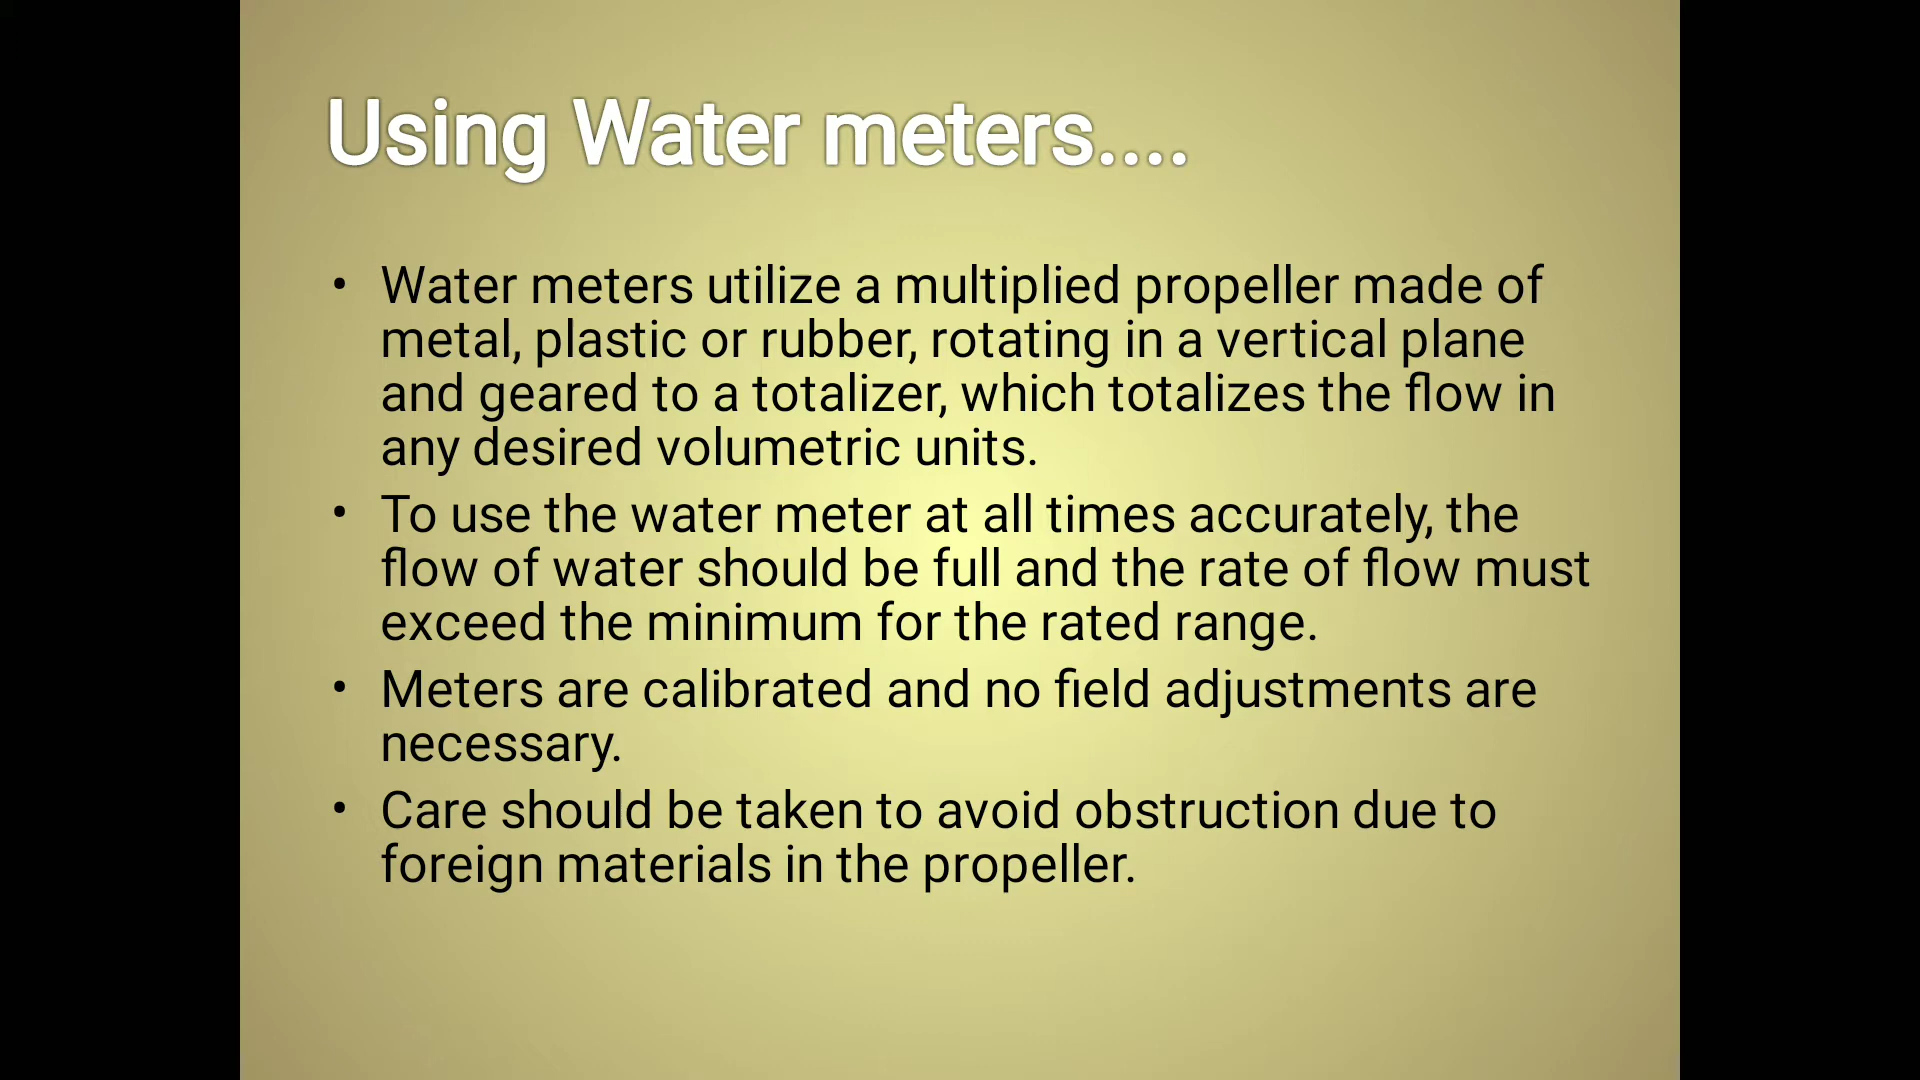 Using Water meters....
• Water meters utilize a multiplied propeller made of
metal, plastic or rubber, rotating in a vertical plane
and geared to a totalizer, which totalizes the flow in
any desired volumetric units.
• To use the water meter at all times accurately, the
flow of water should be full and the rate of flow must
exceed the minimum for the rated range.
• Meters are calibrated and no field adjustments are
necessary.
• Care should be taken to avoid obstruction due to
foreign materials in the propeller.